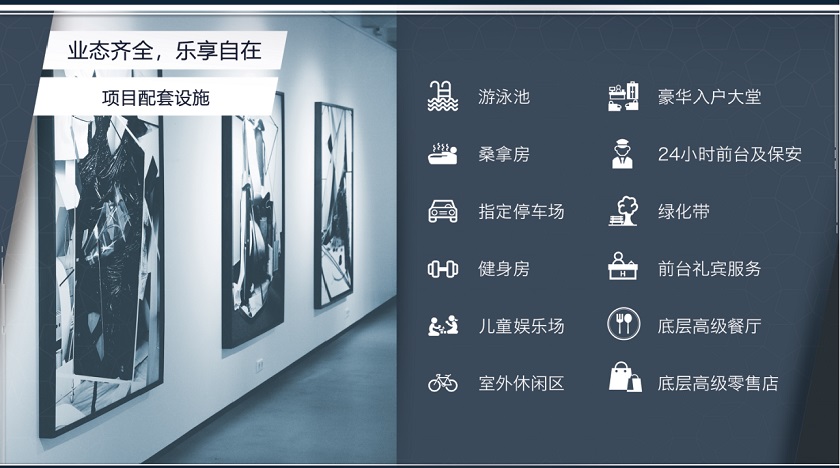 业态齐全，乐享自在
项目配套设施
游泳池
豪华入户大堂
桑拿房
24小时前台及保安
指定停车场
绿化带
健身房
前台礼宾服务
H
儿童娱乐场
底层高级餐厅
室外休闲区
底层高级零售店